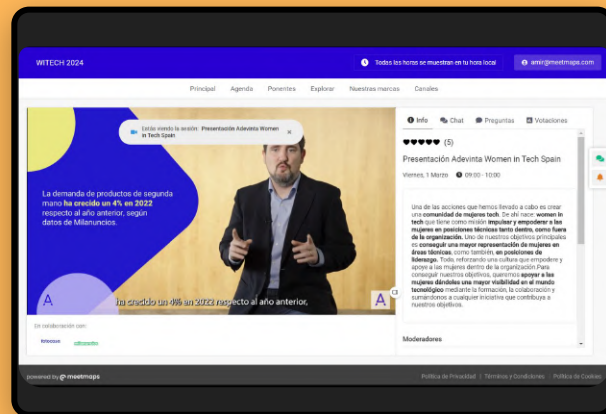 WITECH 2024
Todas las horas se muestran en tu hora local
amir@meetmaps.com
Principal Agenda Ponentes Explorar Nuestras marcas Canales
Estás viendo la sesión: Presentación Adevinta Women
in Tech Spain
×
La demanda de productos de segunda
mano ha crecido un 4% en 2022
respecto al año anterior, según
datos de Milanuncios.
ha crecido un 4% en 2022 respecto al año anterior,
A
A
En colaboración con:
fotocasa
Info Chat Preguntas Votaciones
(5)
Presentación Adevinta Women in Tech Spain
Viernes, 1 Marzo 09:00 - 10:00
Una de las acciones que hemos llevado a cabo es crear
una comunidad de mujeres tech. De ahí nace: women in
tech que tiene como misión impulsar y empoderar a las
mujeres en posiciones técnicas tanto dentro, como fuera
de la organización. Uno de nuestros objetivos principales
es conseguir una mayor representación de mujeres en
áreas técnicas, como también, en posiciones de
liderazgo. Todo, reforzando una cultura que empodere y
apoye a las mujeres dentro de la organización.Para
conseguir nuestros objetivos, queremos apoyar a las
mujeres dándoles una mayor visibilidad en el mundo
tecnológico mediante la formación, la colaboración y
sumándonos a cualquier iniciativa que contribuya a
nuestros objetivos.
Moderadores
powered by meetmaps
Política de Privacidad | Términos y Condiciones | Política de Cookies